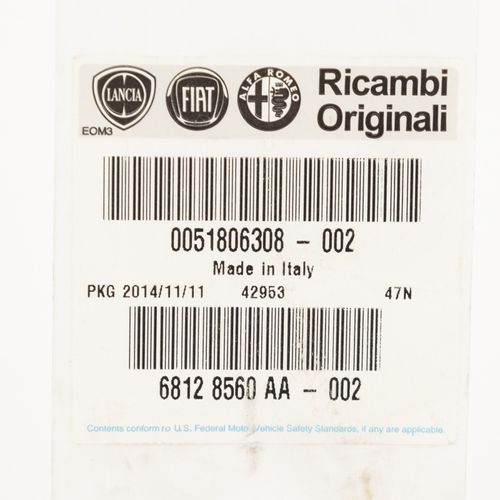 LANCIA FIAT ALFA ROMEO Ricambi
Originali
EOM3
0051806308 - 002
Made in Italy
PKG 2014/11/11 42953 47N
6812 8560 AA - 002
Contents conform to U.S. Federal Motor Vehicle Safety Standards, if any are applicable.